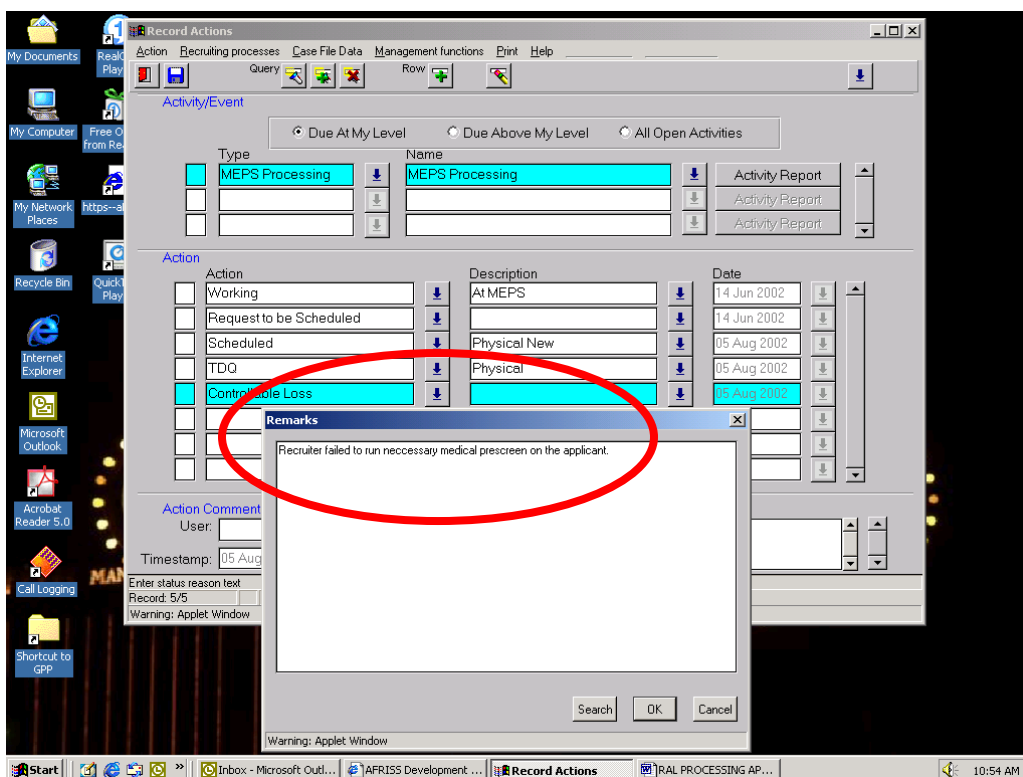 My Documents
My Computer
My Network
Places
Recycle Bin
Internet
Explorer
Microsoft
Outlook
Acrobat
Reader 5.0
Call Logging
Shortcut to
GPP
Play
Free
from
Play
Record Actions
Action Recruiting processes Case File Data Management functions Print Help
Query Row
Activity/Event
Due At My Level Due Above My Level All Open Activities
Type Name
MEPS Processing MEPS Processing Activity Report
Activity Report
Activity Report
Action
Action Description Date
Working At MEPS 14 Jun 2002
Request to be Scheduled 14 Jun 2002
Scheduled Physical New 05 Aug 2002
TDQ Physical 05 Aug 2002
Controllable Loss 05 Aug 2002
Action Comment
User:
Timestamp: 05 Aug
Enter status reason text
Record: 5/5
Warning: Applet Window
Remarks
Recruiter failed to run neccessary medical prescreen on the applicant.
Search OK Cancel
Warning: Applet Window
Start Inbox - Microsoft Outl... AFRISS Development ... Record Actions RAL PROCESSING AP... 10:54 AM